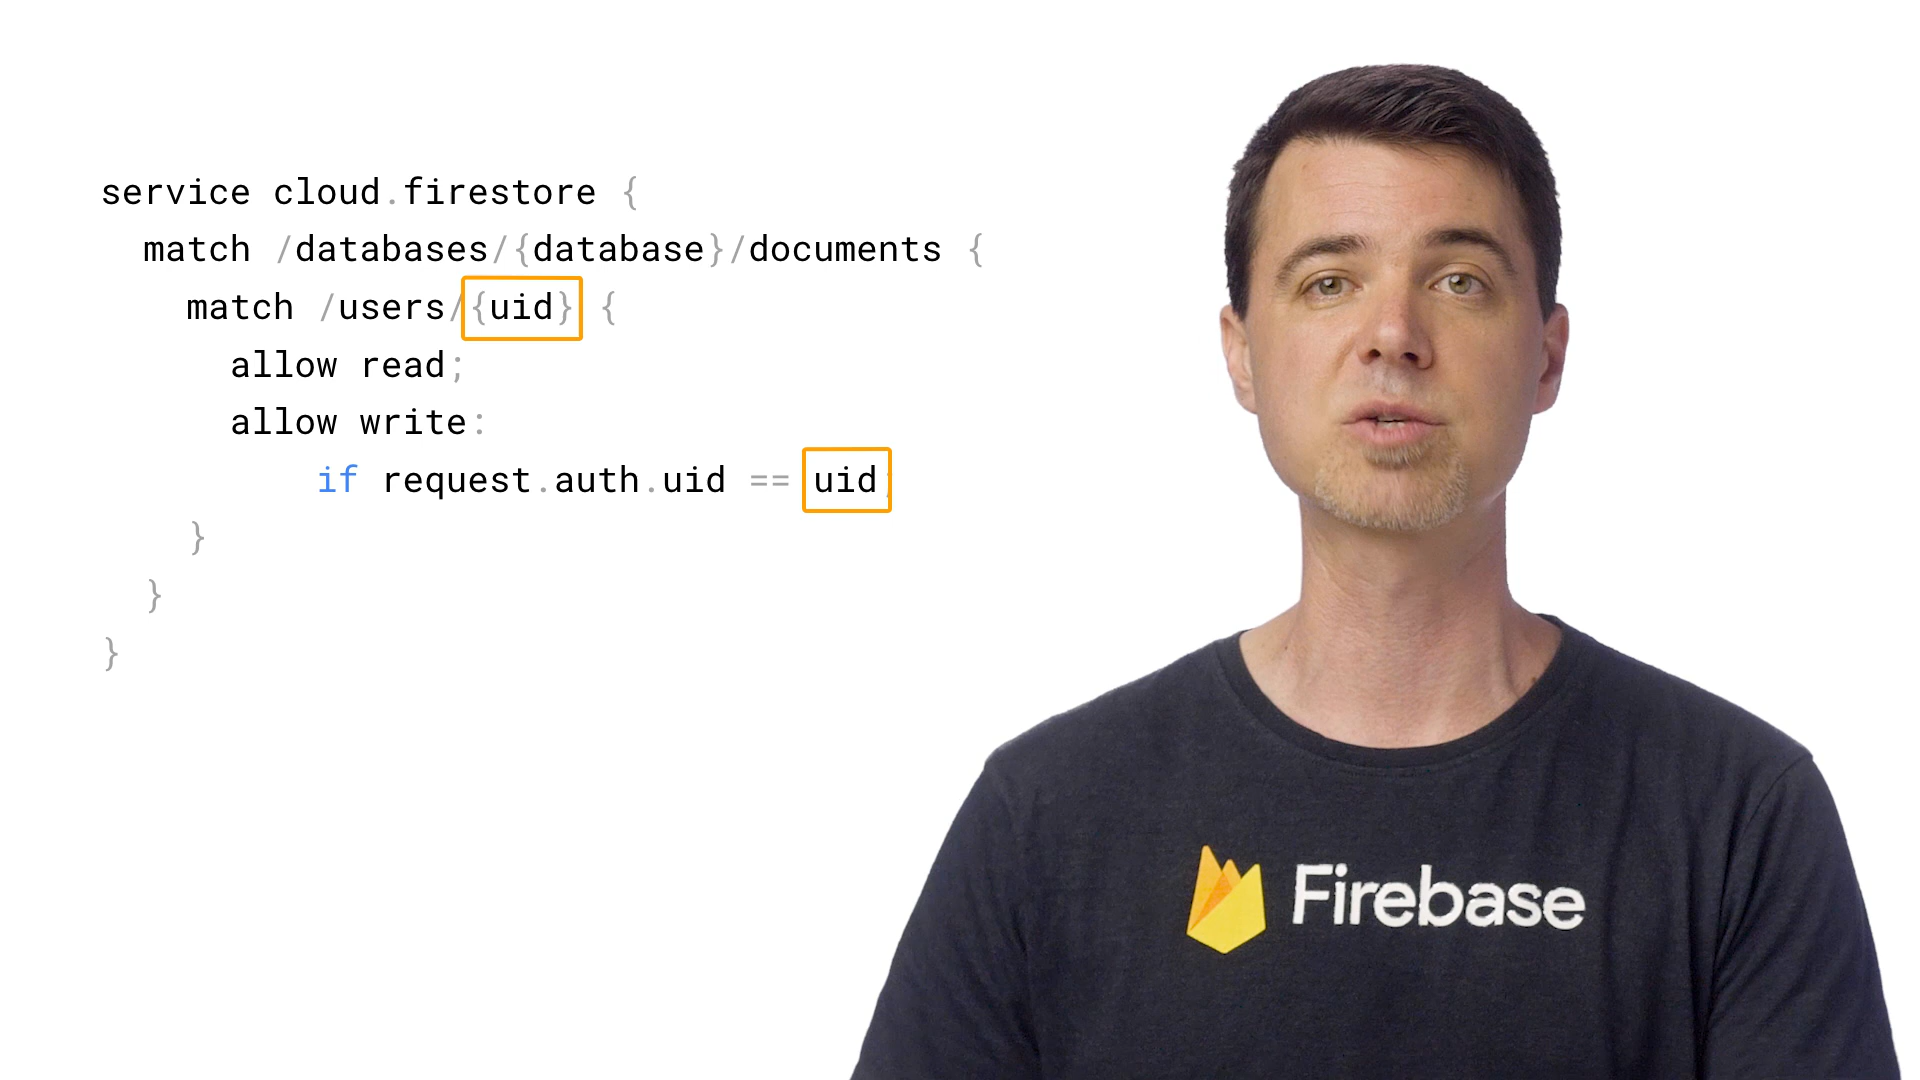 service cloud.firestore {
match /databases/{database}/documents {
match /users/{uid} {
allow read;
allow write:
if request.auth.uid == uid;
}
}
}
Firebase